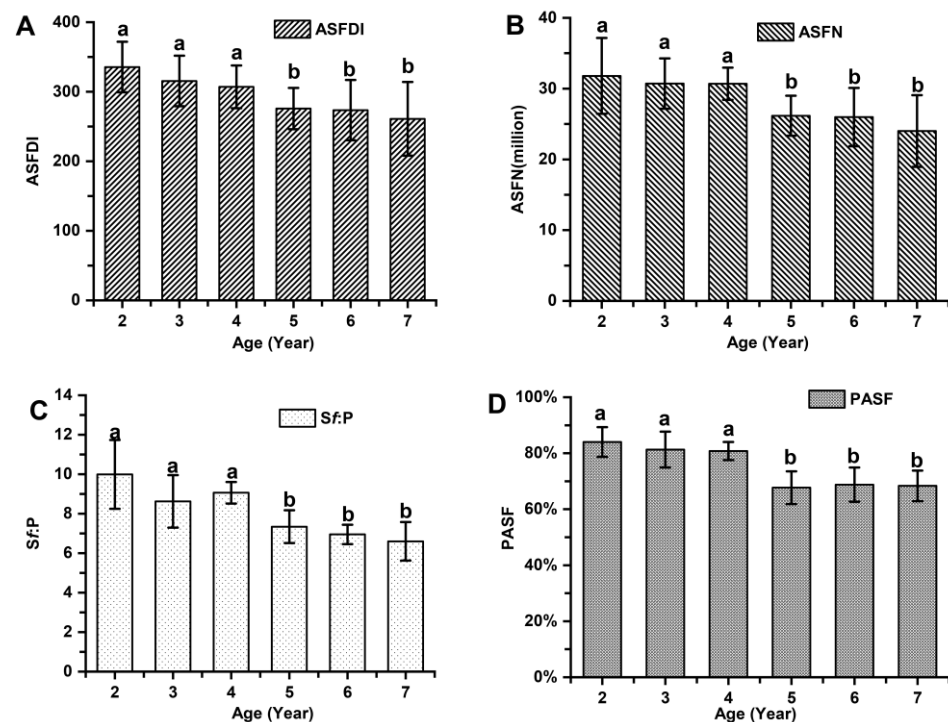 A
ASFDI
400
300
200
100
0
a a a b b b
ASFDI
2 3 4 5 6 7
Age (Year)
B
ASFN
40
30
20
10
0
a a a b b b
ASFN(million)
2 3 4 5 6 7
Age (Year)
C
Sf:P
14
12
10
8
6
4
2
0
a a a b b b
Sf:P
2 3 4 5 6 7
Age (Year)
D
PASF
100%
80%
60%
40%
20%
0%
a a a b b b
PASF
2 3 4 5 6 7
Age (Year)